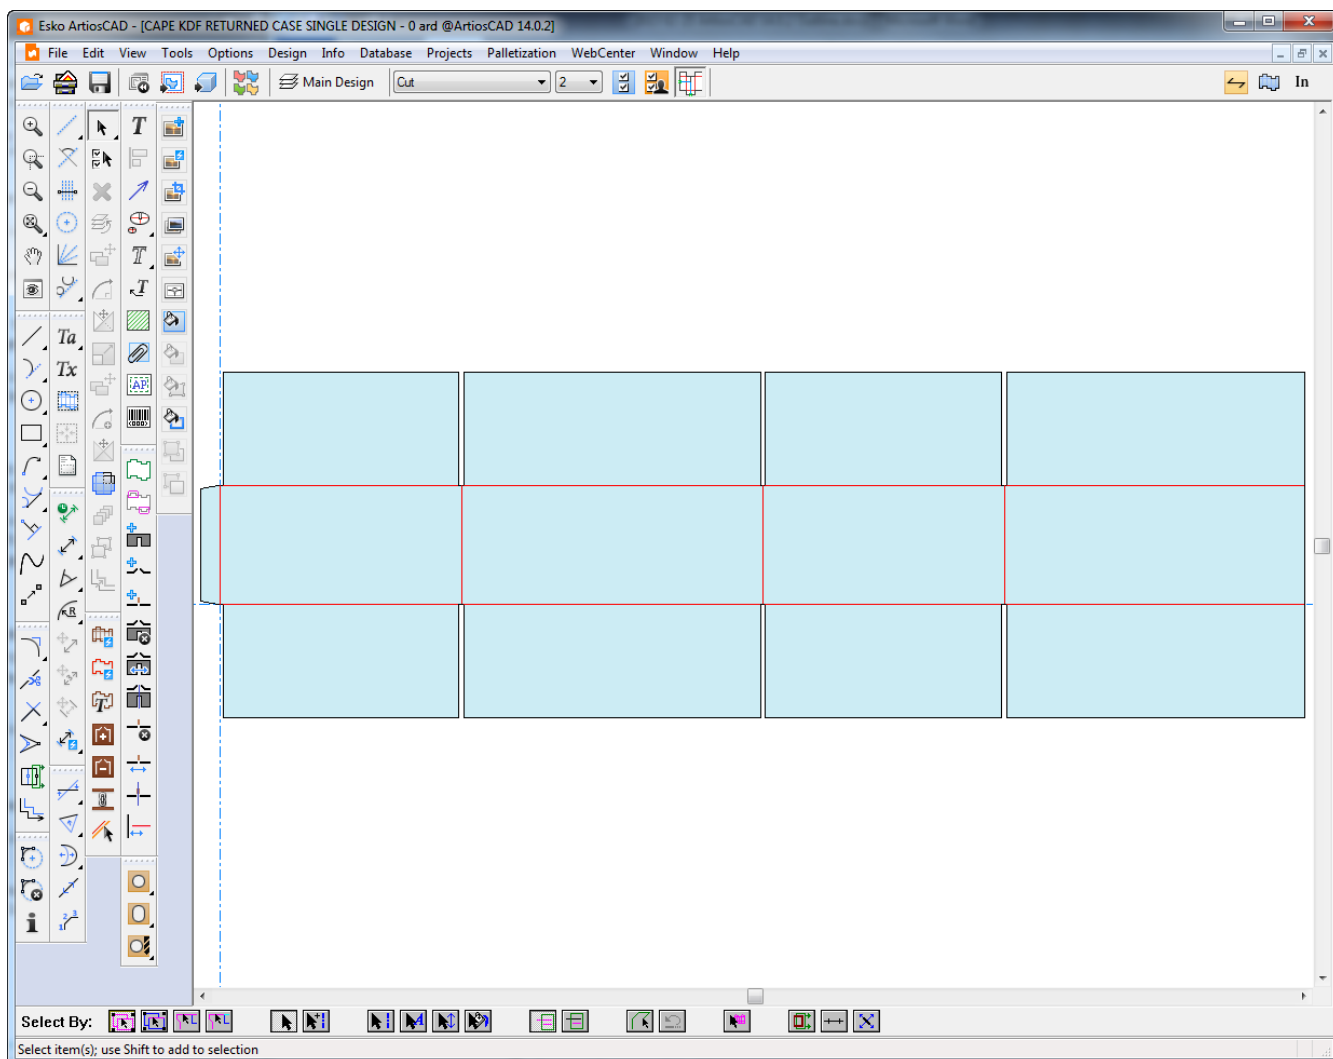 Esko ArtiosCAD - [CAPE KDF RETURNED CASE SINGLE DESIGN - 0 ard @ArtiosCAD 14.0.2]
File Edit View Tools Options Design Info Database Projects Palletization WebCenter Window Help
Main Design Cut 2 In
T
T
T
Ta
Tx
AP
R
T
Select By:
Select item(s); use Shift to add to selection